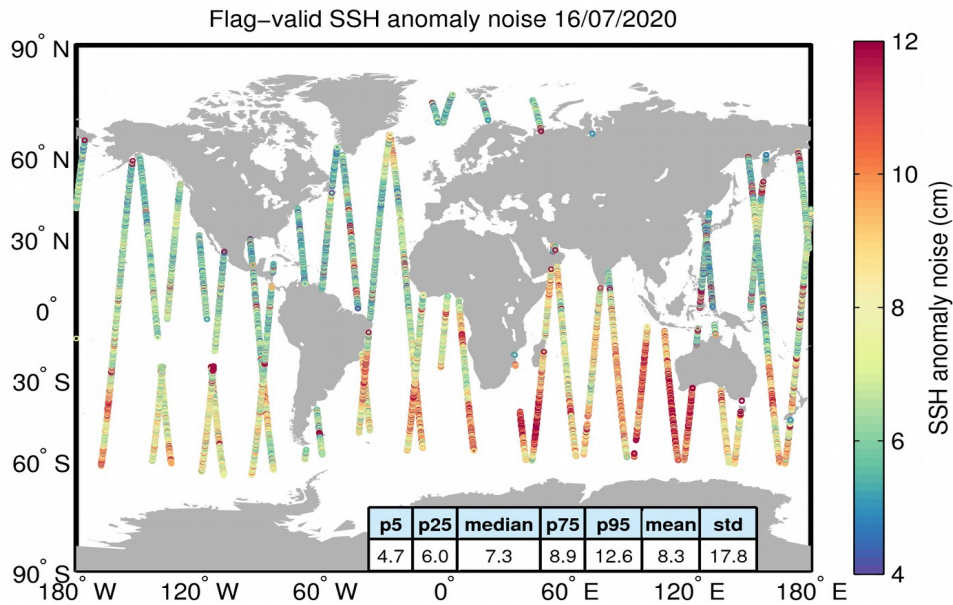 Flag−valid SSH anomaly noise 16/07/2020
90° N
60° N
30° N
0°
30° S
60° S
90° S
180° W
120° W
60° W
0°
60° E
120° E
180° E
p5 p25 median p75 p95 mean std
4.7 6.0 7.3 8.9 12.6 8.3 17.8
12
10
8
6
4
SSH anomaly noise (cm)